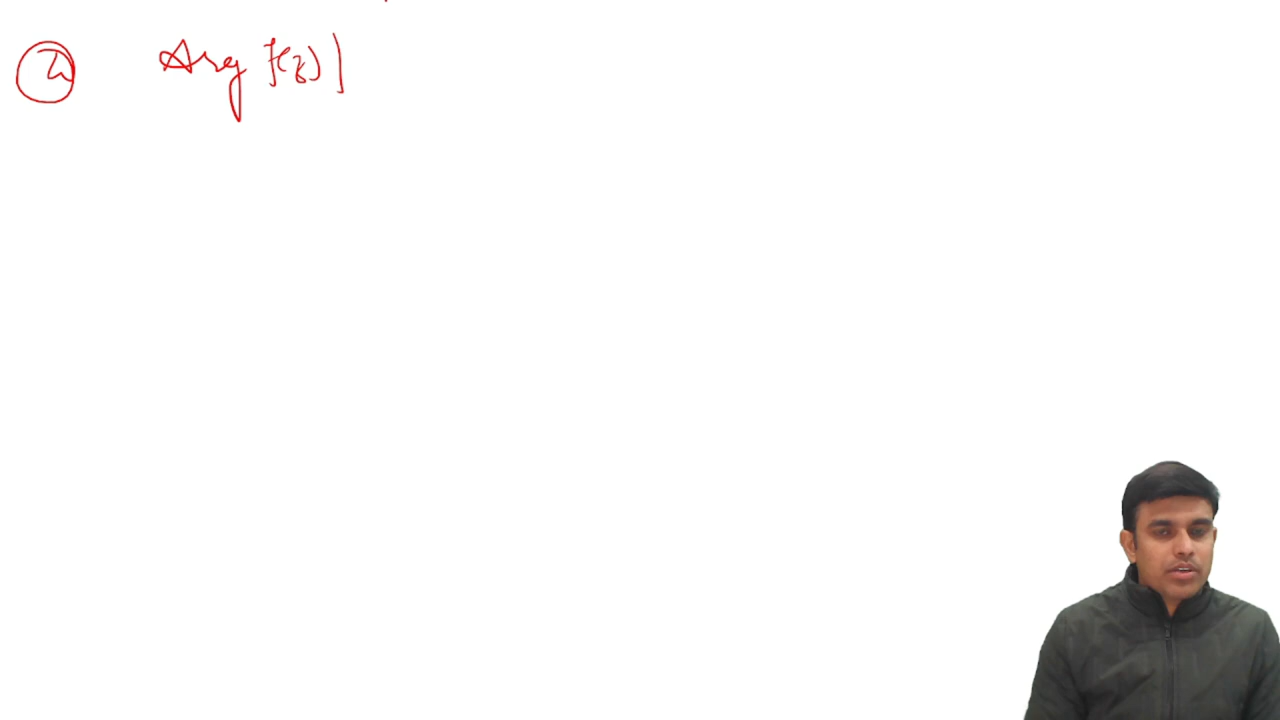 ② Arg f(z) |